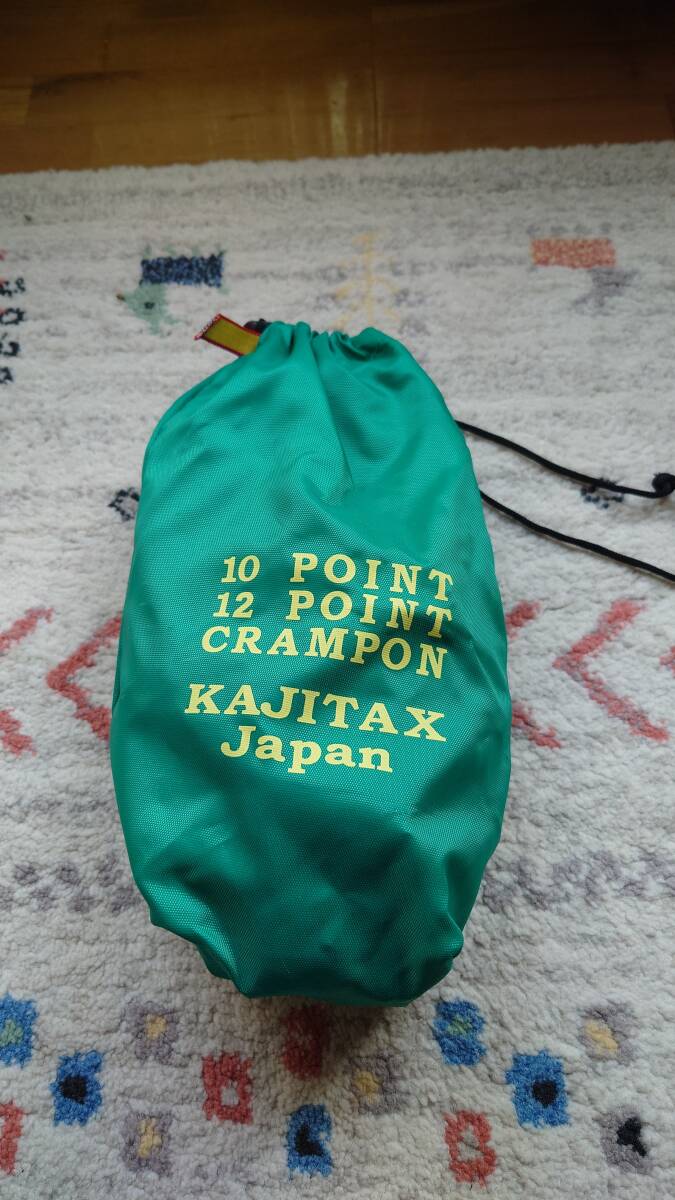 10 POINT
12 POINT
CRAMPON
KAJITAX
Japan